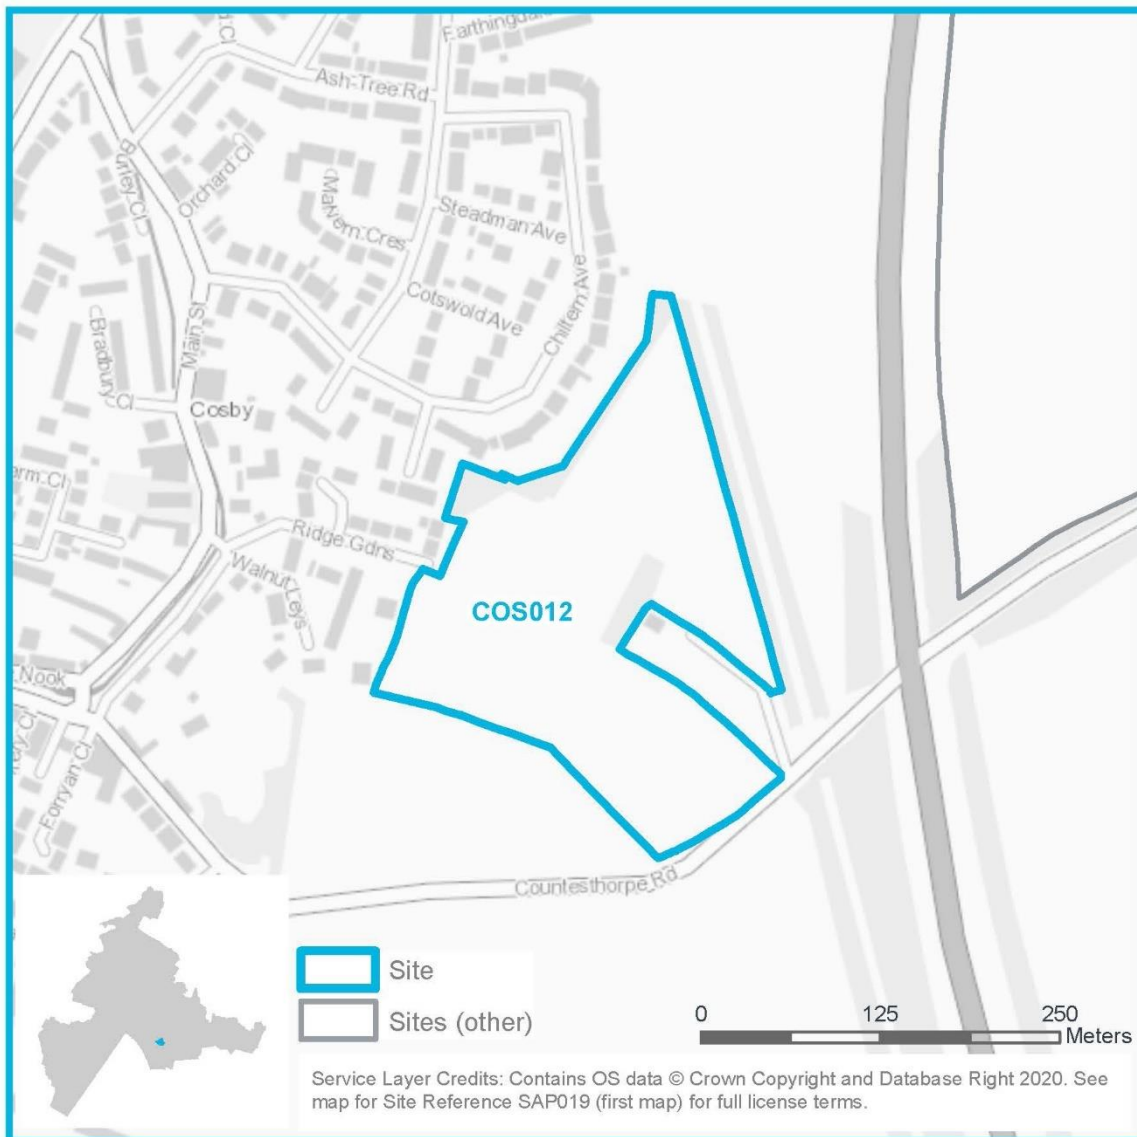 Farthingdale
Ash Tree Rd
Burley Cl
Orchard Cl
Malvern Cres
Steadman Ave
Cotswold Ave
Chiltern Ave
Main St
Bradbury Cl
Cosby
Ridge Gdns
Walnut Leys
COS012
Nook
Countesthorpe Rd
Site
Sites (other)
0 125 250
Meters
Service Layer Credits: Contains OS data © Crown Copyright and Database Right 2020. See
map for Site Reference SAP019 (first map) for full license terms.